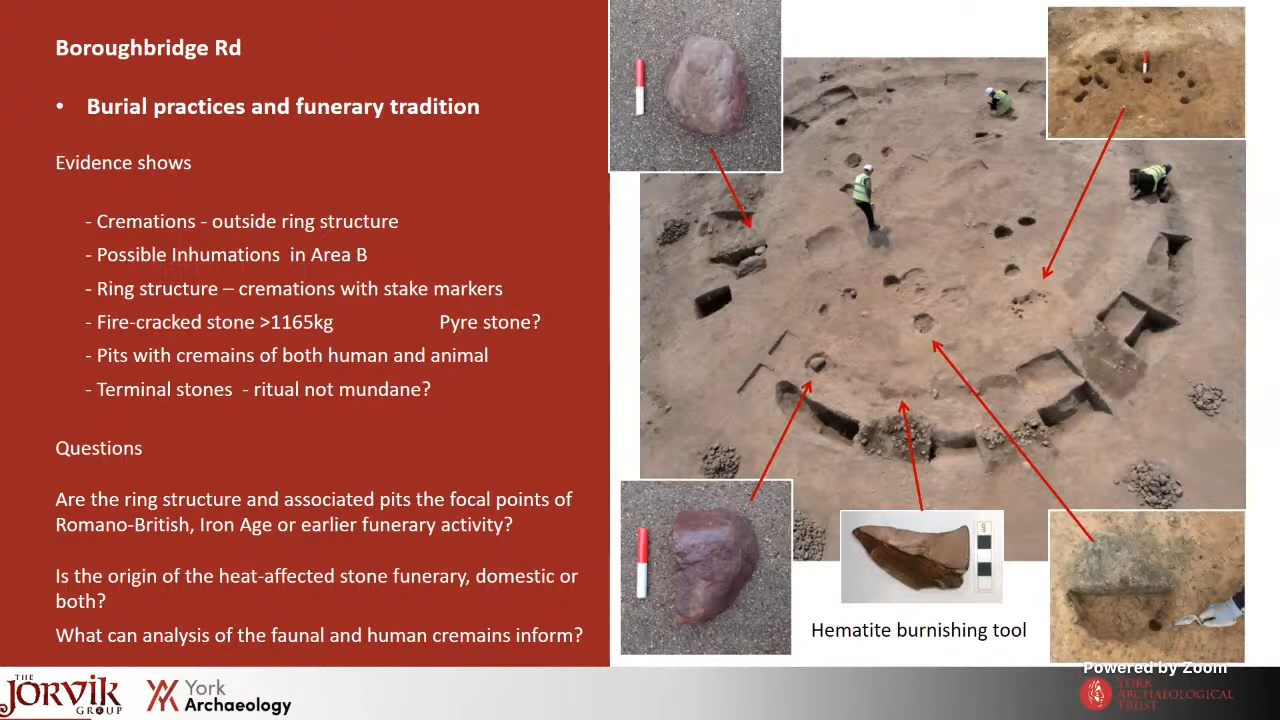 Boroughbridge Rd
• Burial practices and funerary tradition
Evidence shows
- Cremations - outside ring structure
- Possible Inhumations in Area B
- Ring structure – cremations with stake markers
- Fire-cracked stone >1165kg Pyre stone?
- Pits with cremains of both human and animal
- Terminal stones - ritual not mundane?
Questions
Are the ring structure and associated pits the focal points of
Romano-British, Iron Age or earlier funerary activity?
Is the origin of the heat-affected stone funerary, domestic or
both?
What can analysis of the faunal and human cremains inform?
Hematite burnishing tool
Powered by Zoom
THE
JORVIK
GROUP
York
Archaeology
YORK
ARCHAEOLOGICAL
TRUST